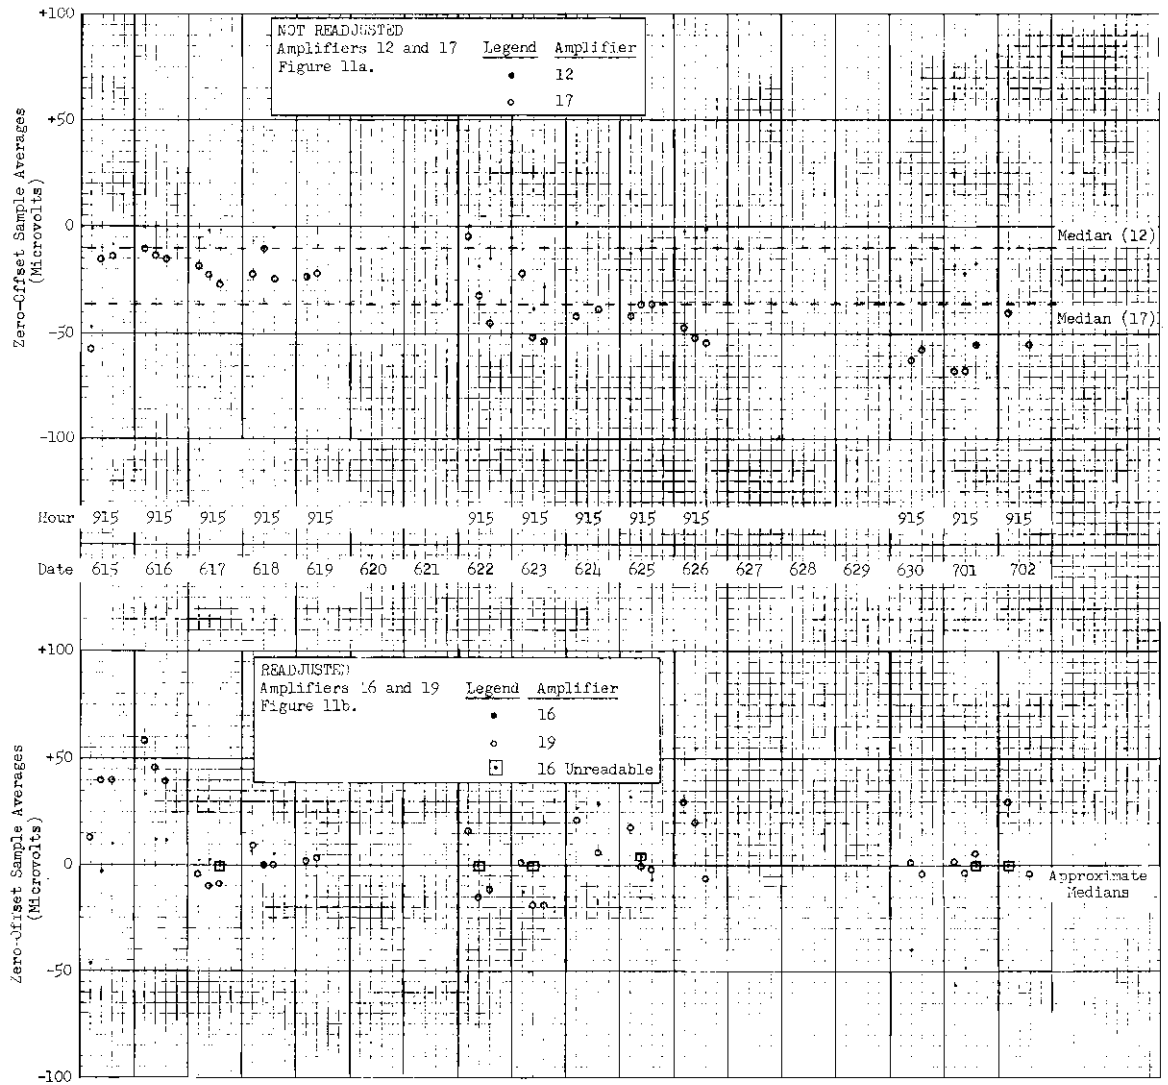 +100
NOT READJUSTED
Amplifiers 12 and 17 Legend Amplifier
Figure 11a.
12
17
+50
0
-50
-100
Zero-Offset Sample Averages
(Microvolts)
Median (12)
Median (17)
Hour 915 915 915 915 915 915 915 915 915 915 915 915 915
Date 615 616 617 618 619 620 621 622 623 624 625 626 627 628 629 630 701 702
+100
READJUSTED
Amplifiers 16 and 19 Legend Amplifier
Figure 11b.
16
19
16 Unreadable
+50
0
-50
-100
Zero-Offset Sample Averages
(Microvolts)
Approximate
Medians